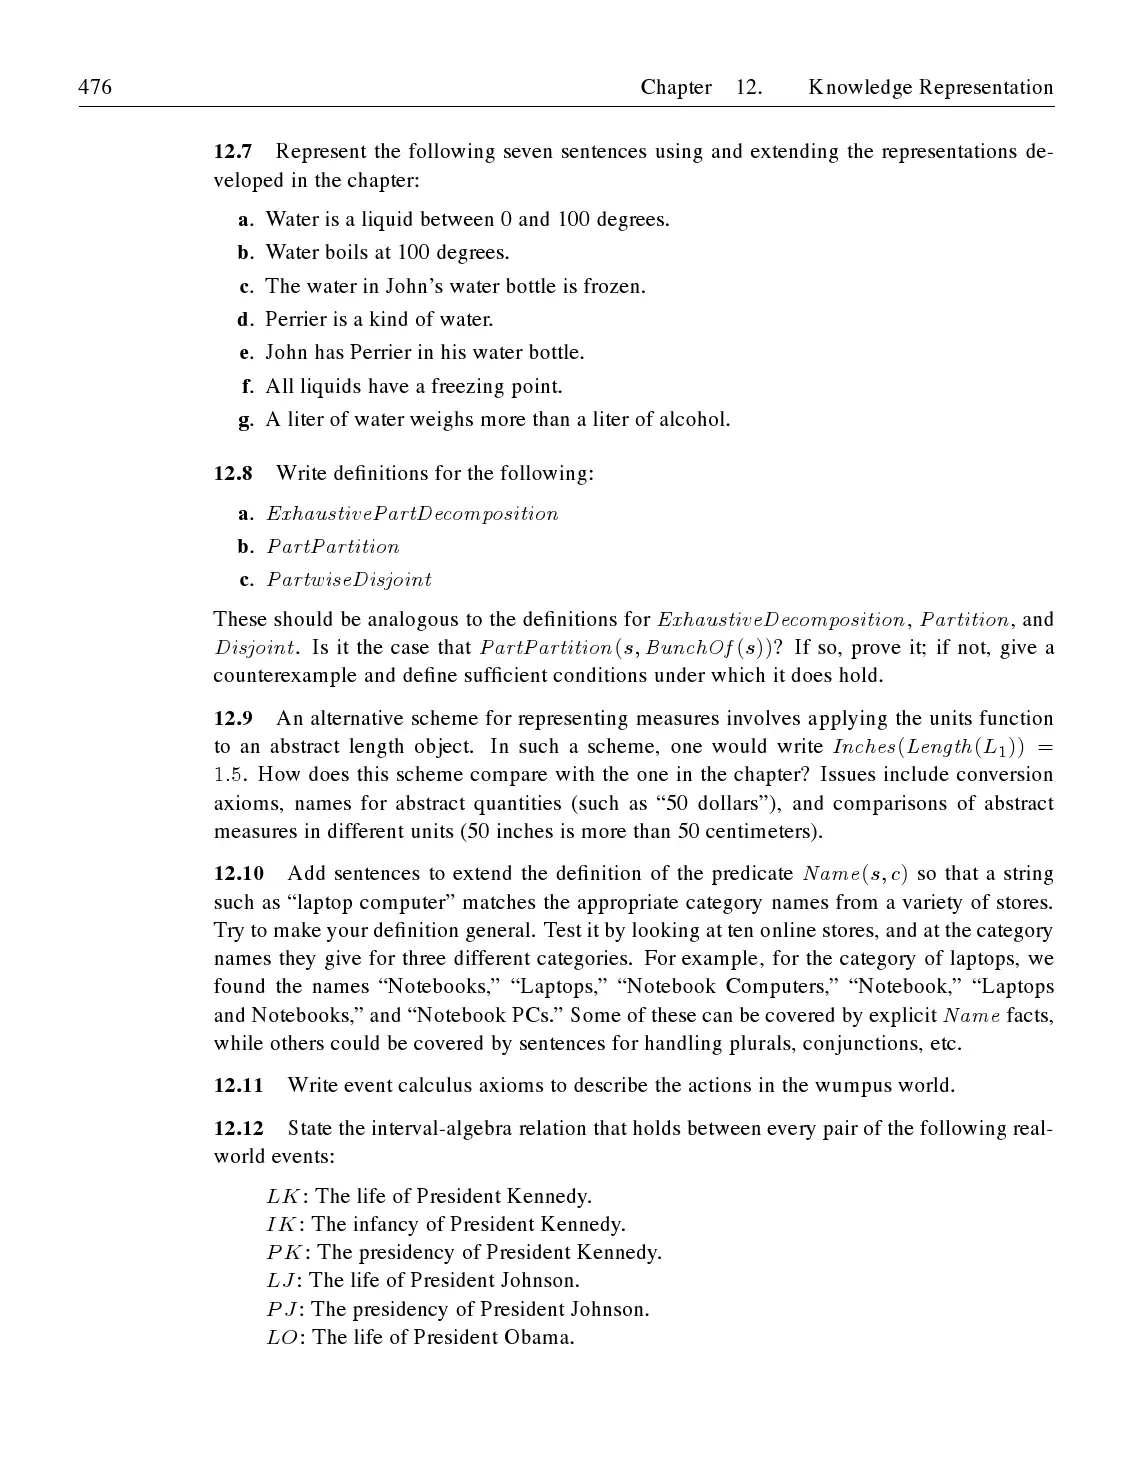 476 Chapter 12. Knowledge Representation
12.7 Represent the following seven sentences using and extending the representations de-
veloped in the chapter:
a. Water is a liquid between 0 and 100 degrees.
b. Water boils at 100 degrees.
c. The water in John's water bottle is frozen.
d. Perrier is a kind of water.
e. John has Perrier in his water bottle.
f. All liquids have a freezing point.
g. A liter of water weighs more than a liter of alcohol.
12.8 Write definitions for the following:
a. ExhaustivePartDecomposition
b. PartPartition
c. PartwiseDisjoint
These should be analogous to the definitions for ExhaustiveDecomposition, Partition, and
Disjoint. Is it the case that PartPartition(s, BunchOf(s))? If so, prove it; if not, give a
counterexample and define sufficient conditions under which it does hold.
12.9 An alternative scheme for representing measures involves applying the units function
to an abstract length object. In such a scheme, one would write Inches(Length(L₁)) =
1.5. How does this scheme compare with the one in the chapter? Issues include conversion
axioms, names for abstract quantities (such as “50 dollars”), and comparisons of abstract
measures in different units (50 inches is more than 50 centimeters).
12.10 Add sentences to extend the definition of the predicate Name(s, c) so that a string
such as “laptop computer” matches the appropriate category names from a variety of stores.
Try to make your definition general. Test it by looking at ten online stores, and at the category
names they give for three different categories. For example, for the category of laptops, we
found the names “Notebooks,” “Laptops,” “Notebook Computers,” “Notebook,” “Laptops
and Notebooks,” and “Notebook PCs.” Some of these can be covered by explicit Name facts,
while others could be covered by sentences for handling plurals, conjunctions, etc.
12.11 Write event calculus axioms to describe the actions in the wumpus world.
12.12 State the interval-algebra relation that holds between every pair of the following real-
world events:
LK: The life of President Kennedy.
IK: The infancy of President Kennedy.
PK: The presidency of President Kennedy.
LJ: The life of President Johnson.
PJ: The presidency of President Johnson.
LO: The life of President Obama.